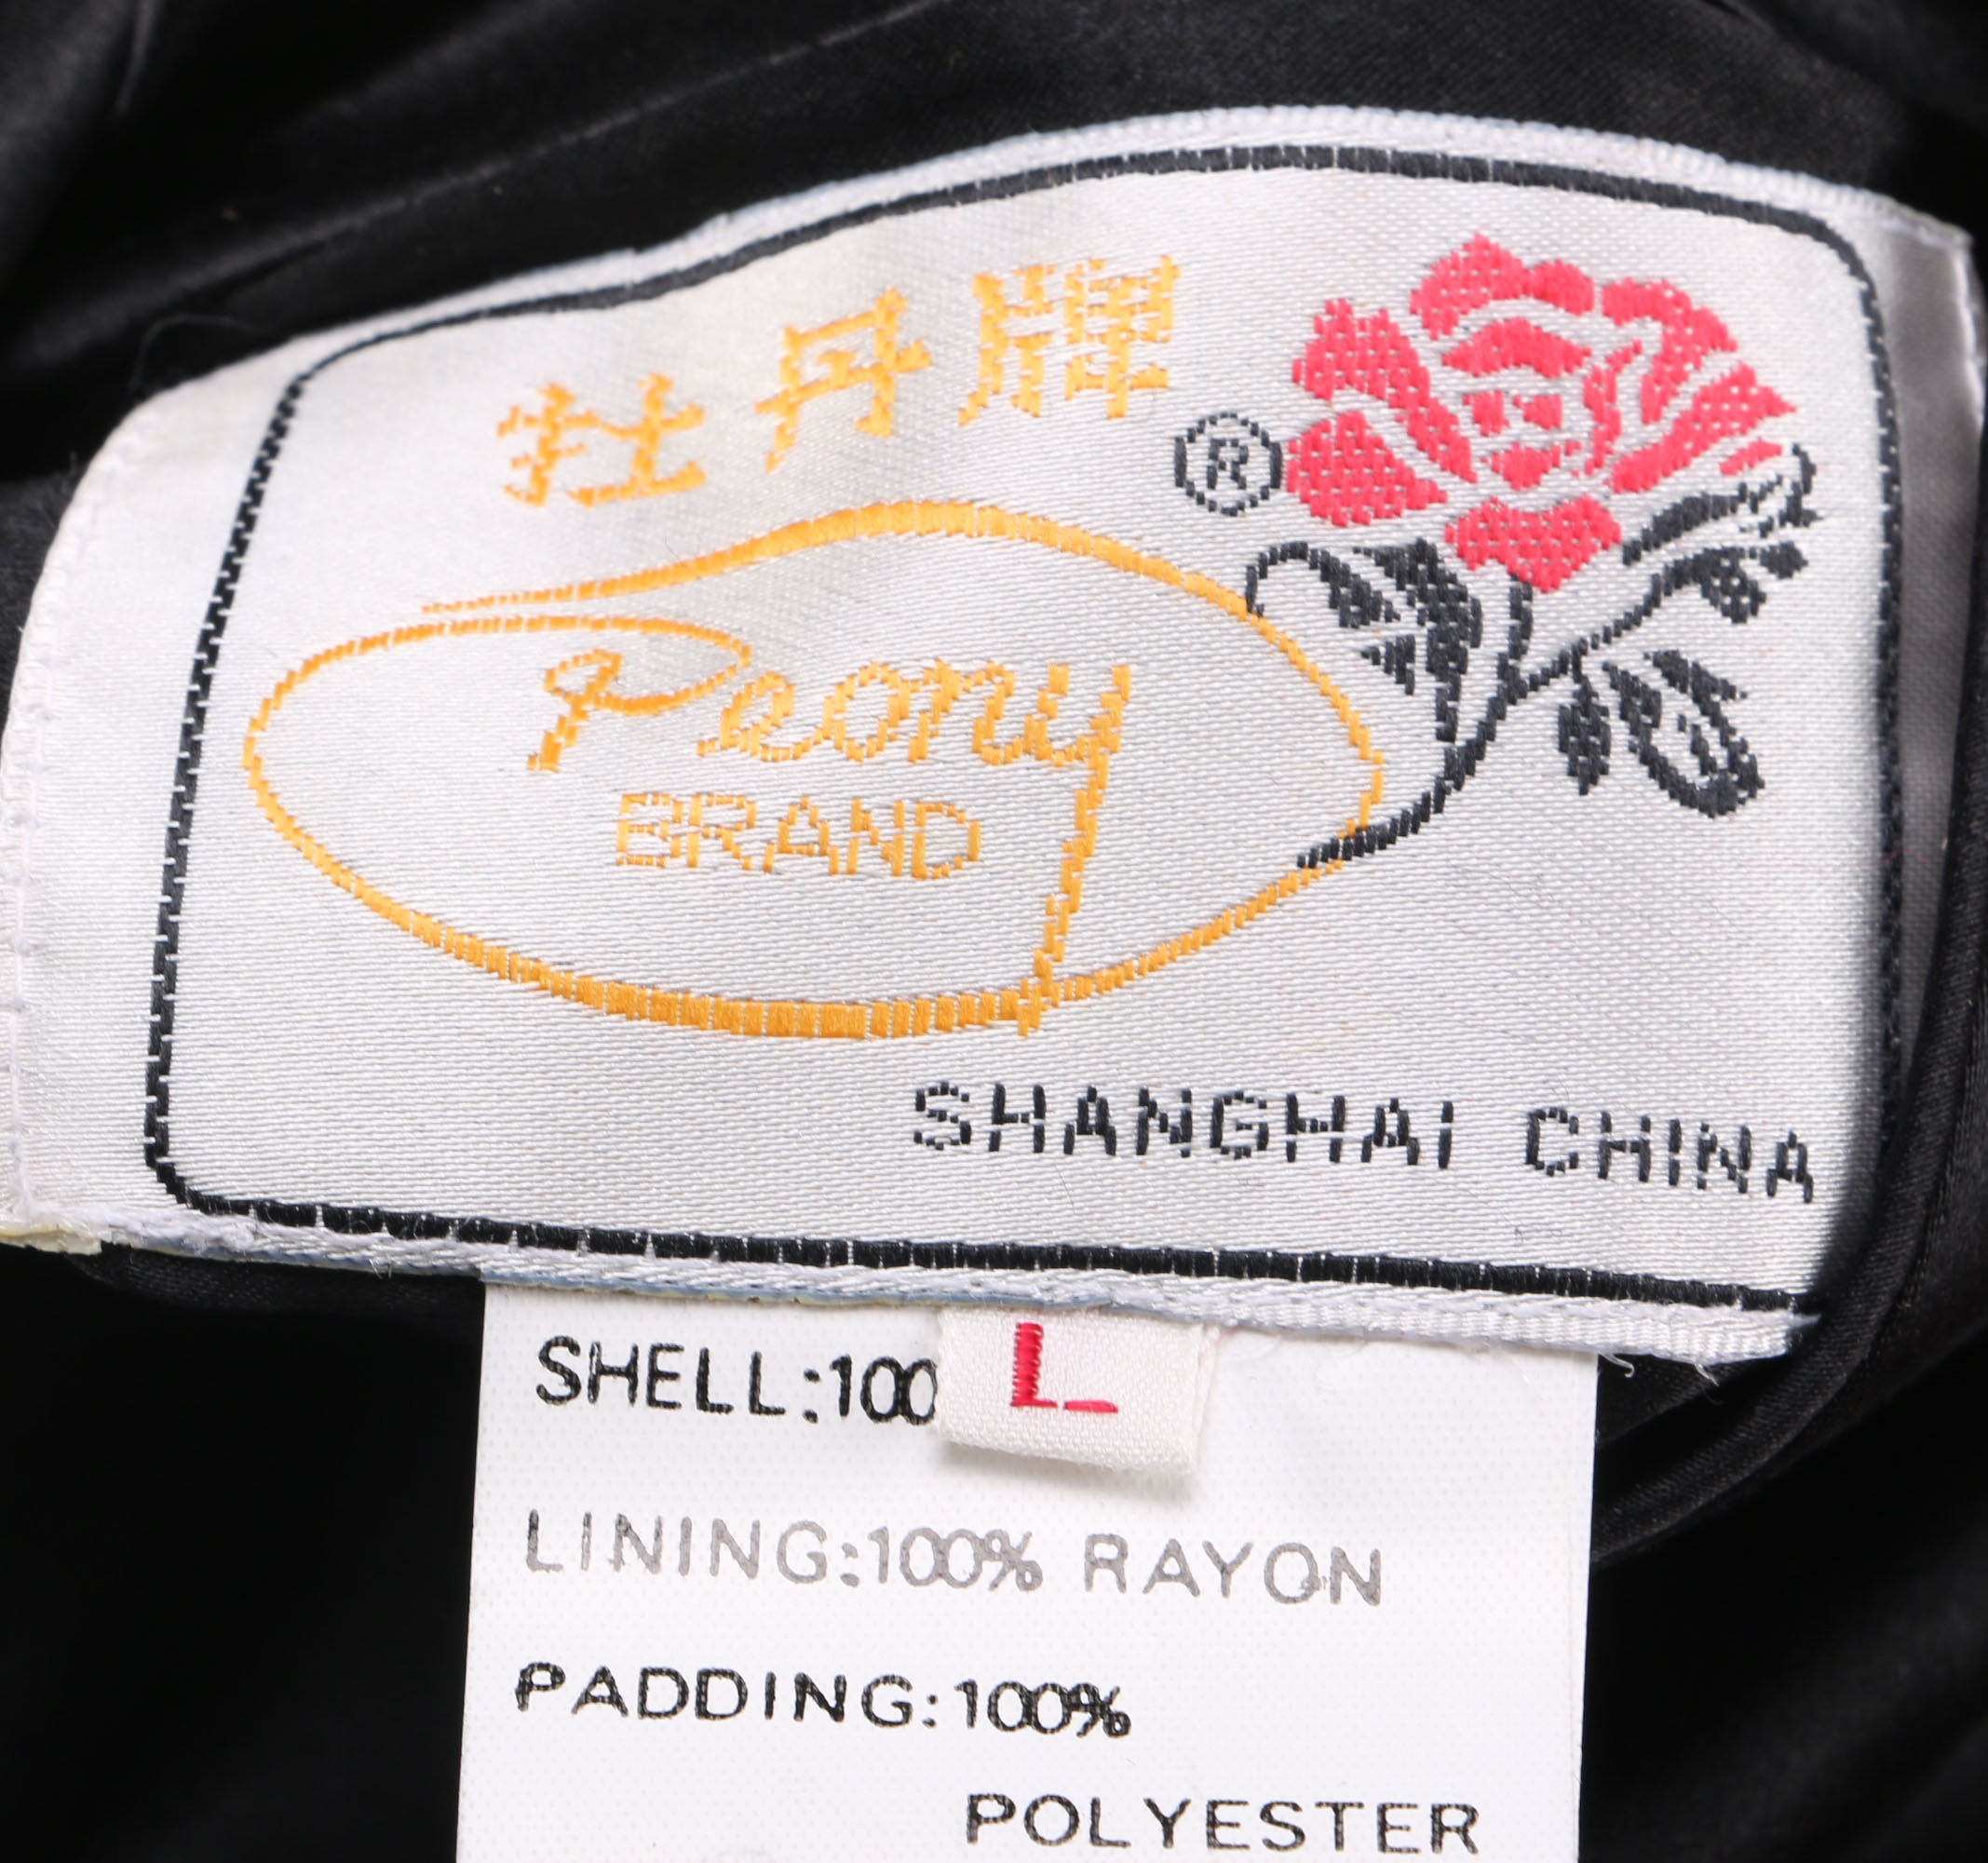 牡丹牌
®
Peony
BRAND
SHANGHAI CHINA
L
SHELL:100
LINING:100% RAYON
PADDING:100%
POLYESTER